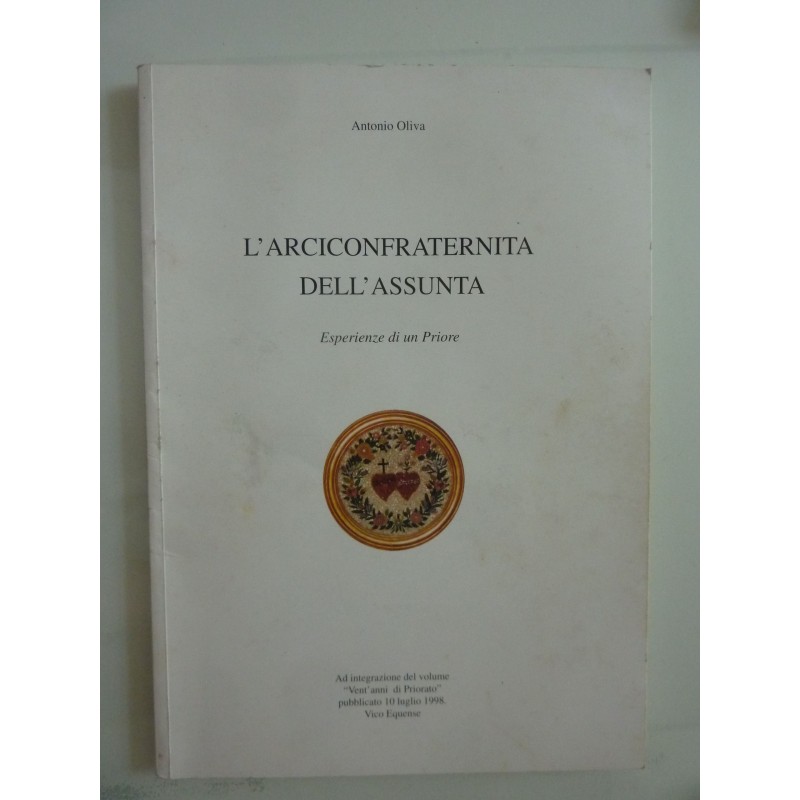 Antonio Oliva
L'ARCICONFRATERNITA
DELL'ASSUNTA
Esperienze di un Priore
Ad integrazione del volume
"Vent'anni di Priorato"
pubblicato 10 luglio 1998.
Vico Equense